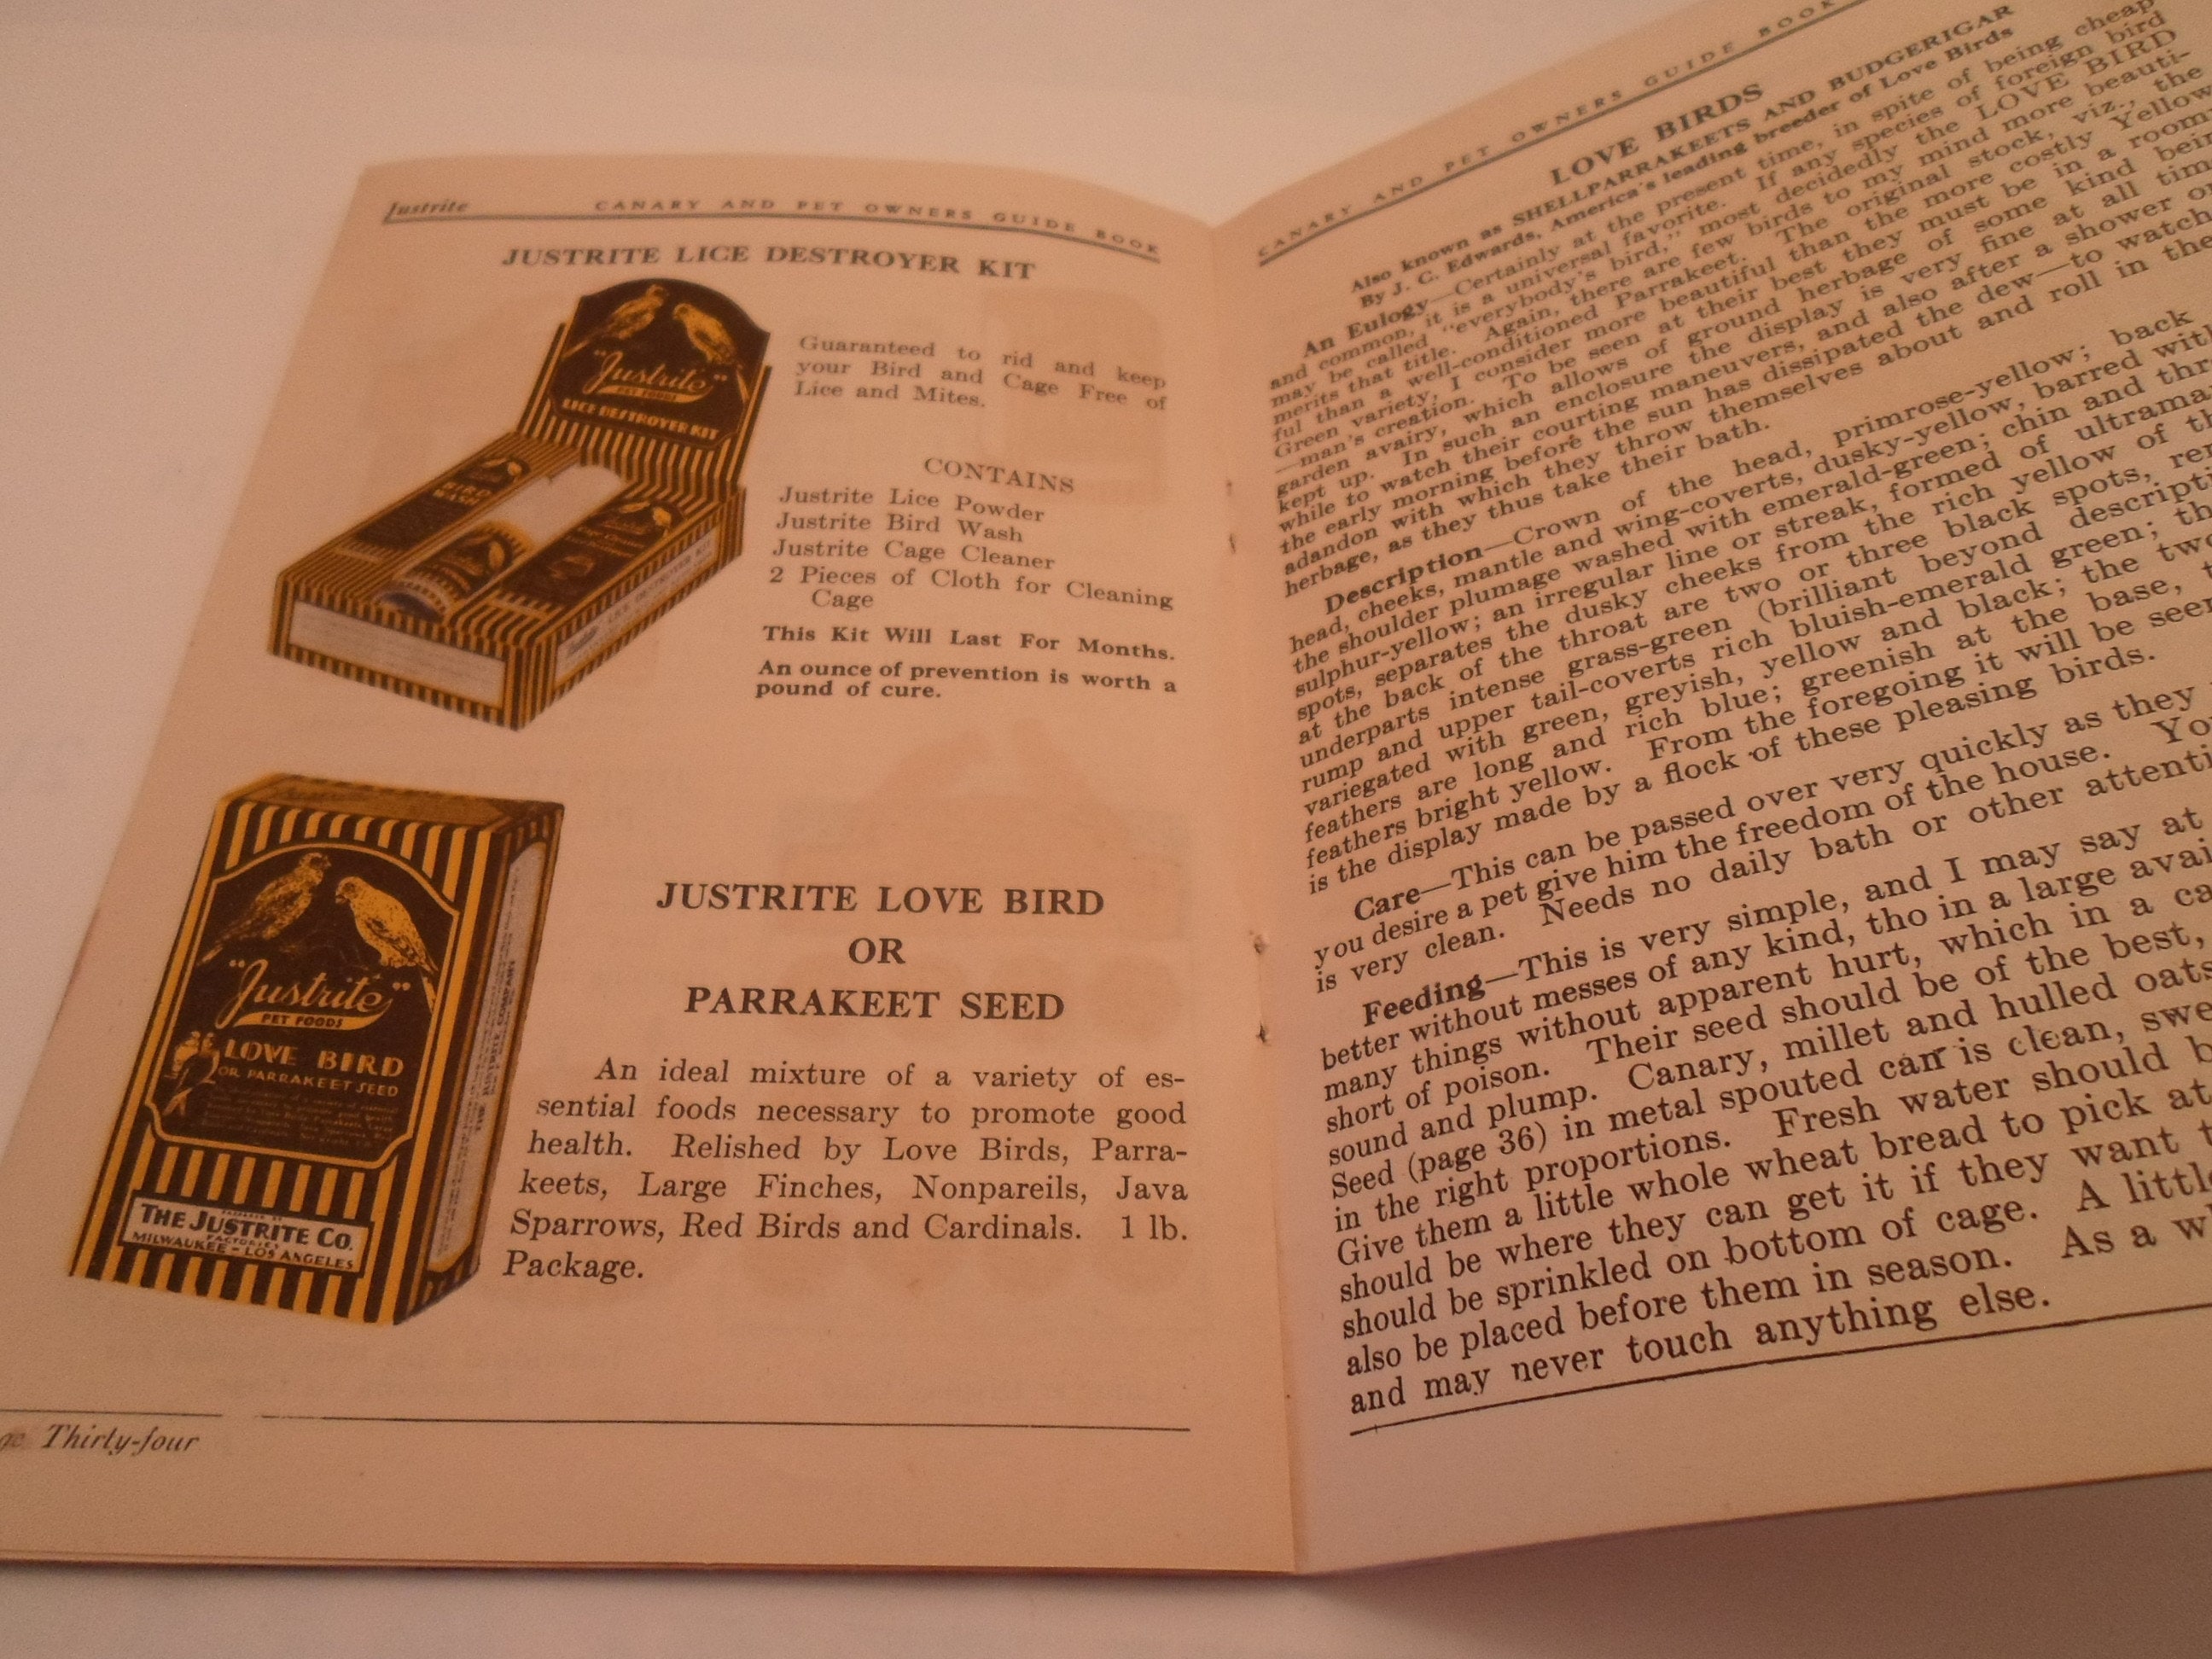 Justrite CANARY AND PET OWNERS GUIDE BOOK
JUSTRITE LICE DESTROYER KIT
"Justrite"
PET FOODS
LICE DESTROYER KIT
BIRD
WASH
Guaranteed to rid and keep
your Bird and Cage Free of
Lice and Mites.
CONTAINS
Justrite Lice Powder
Justrite Bird Wash
Justrite Cage Cleaner
2 Pieces of Cloth for Cleaning
Cage
This Kit Will Last For Months.
An ounce of prevention is worth a
pound of cure.
"Justrite"
PET FOODS
LOVE BIRD
OR PARRAKEET SEED
THE JUSTRITE CO.
FACTORIES
MILWAUKEE - LOS ANGELES
THE JUSTRITE COMPANY
JUSTRITE LOVE BIRD
OR
PARRAKEET SEED
An ideal mixture of a variety of es-
sential foods necessary to promote good
health. Relished by Love Birds, Parra-
keets, Large Finches, Nonpareils, Java
Sparrows, Red Birds and Cardinals. 1 lb.
Package.
Thirty-four
CANARY AND PET OWNERS GUIDE BOOK
LOVE BIRDS
Also known as SHELLPARRAKEETS AND BUDGERIGAR
By J. C. Edwards, America's leading breeder of Love Birds
An Eulogy—Certainly at the present time, in spite of being cheap
and common, it is a universal favorite. If any species of foreign bird
may be called "everybody's bird," most decidedly the LOVE BIRD
merits that title. Again, there are few birds to my mind more beauti-
ful than a well-conditioned Parrakeet. The original stock, viz., the
Green variety, I consider more beautiful than the more costly Yellow
—man's creation. To be seen at their best they must be in a room
garden avairy, which allows of ground herbage of some kind bein
kept up. In such an enclosure the display is very fine at all tim
while to watch their courting maneuvers, and also after a shower o
the early morning before the sun has dissipated the dew—to watch
adandon with which they throw themselves about and roll in the
herbage, as they thus take their bath.
Description—Crown of the head, primrose-yellow; back
head, cheeks, mantle and wing-coverts, dusky-yellow, barred wit
the shoulder plumage washed with emerald-green; chin and thr
sulphur-yellow; an irregular line or streak, formed of ultrama
spots, separates the dusky cheeks from the rich yellow of th
at the back of the throat are two or three black spots, re
underparts intense grass-green (brilliant beyond descripti
rump and upper tail-coverts rich bluish-emerald green; th
variegated with green, greyish, yellow and black; the two
feathers are long and rich blue; greenish at the base, t
feathers bright yellow. From the foregoing it will be seen
is the display made by a flock of these pleasing birds.
Care—This can be passed over very quickly as they
you desire a pet give him the freedom of the house. Yo
is very clean. Needs no daily bath or other attenti
Feeding—This is very simple, and I may say at
better without messes of any kind, tho in a large avai
many things without apparent hurt, which in a ca
short of poison. Their seed should be of the best,
sound and plump. Canary, millet and hulled oats
Seed (page 36) in metal spouted can is clean, swe
in the right proportions. Fresh water should b
Give them a little whole wheat bread to pick at
should be where they can get it if they want t
should be sprinkled on bottom of cage. A little
also be placed before them in season. As a w
and may never touch anything else.